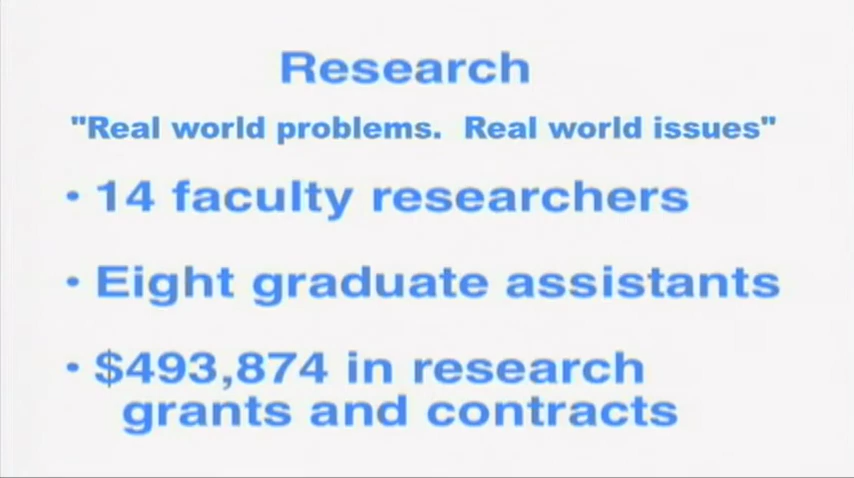 Research
"Real world problems.  Real world issues"
• 14 faculty researchers
• Eight graduate assistants
• $493,874 in research
grants and contracts